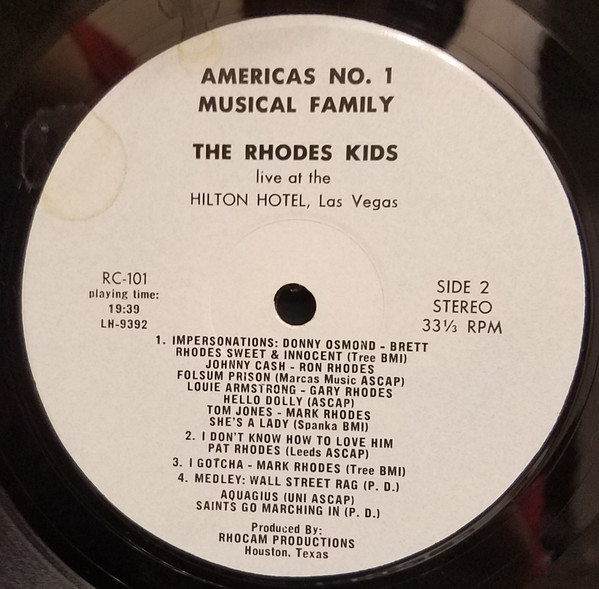 AMERICAS NO. 1
MUSICAL FAMILY
THE RHODES KIDS
live at the
HILTON HOTEL, Las Vegas
RC-101
playing time:
19:39
LH-9392
SIDE 2
STEREO
33⅓ RPM
1. IMPERSONATIONS: DONNY OSMOND - BRETT
RHODES SWEET & INNOCENT (Tree BMI)
JOHNNY CASH - RON RHODES
FOLSUM PRISON (Marcas Music ASCAP)
LOUIE ARMSTRONG - GARY RHODES
HELLO DOLLY (ASCAP)
TOM JONES - MARK RHODES
SHE'S A LADY (Spanka BMI)
2. I DON'T KNOW HOW TO LOVE HIM
PAT RHODES (Leeds ASCAP)
3. I GOTCHA - MARK RHODES (Tree BMI)
4. MEDLEY: WALL STREET RAG (P. D.)
AQUAGIUS (UNI ASCAP)
SAINTS GO MARCHING IN (P. D.)
Produced By:
RHOCAM PRODUCTIONS
Houston, Texas